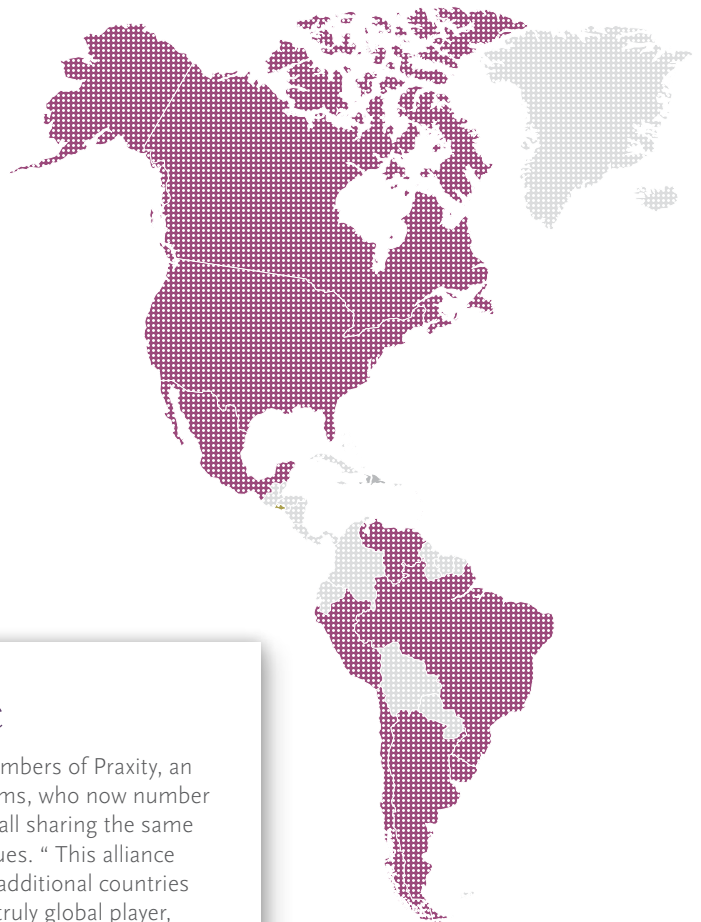 mbers of Praxity, an
ms, who now number
all sharing the same
ues. “ This alliance
additional countries
truly global player,